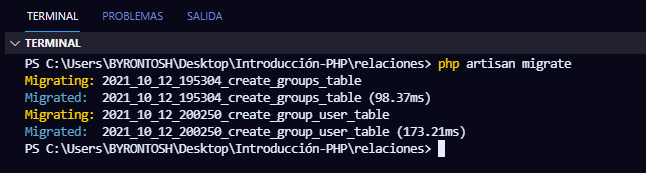 TERMINAL PROBLEMAS SALIDA
TERMINAL
PS C:\Users\BYRONTOSH\Desktop\Introducción-PHP\relaciones> php artisan migrate
Migrating: 2021_10_12_195304_create_groups_table
Migrated:  2021_10_12_195304_create_groups_table (98.37ms)
Migrating: 2021_10_12_200250_create_group_user_table
Migrated:  2021_10_12_200250_create_group_user_table (173.21ms)
PS C:\Users\BYRONTOSH\Desktop\Introducción-PHP\relaciones>